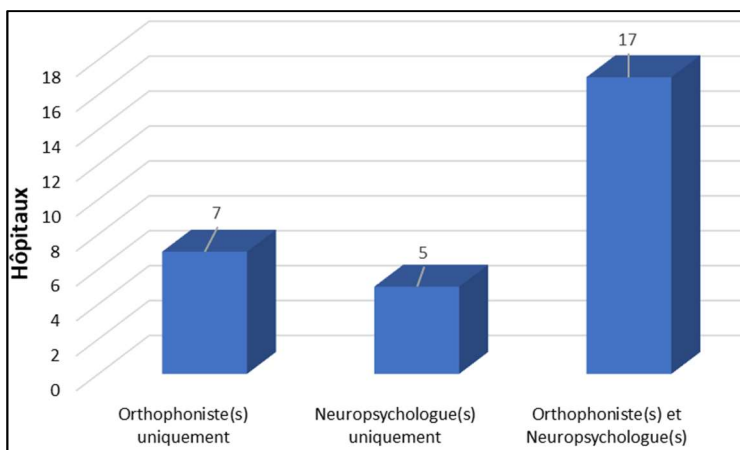 Hôpitaux
18
16
14
12
10
8
6
4
2
0
7
5
17
Orthophoniste(s)
uniquement
Neuropsychologue(s)
uniquement
Orthophoniste(s) et
Neuropsychologue(s)